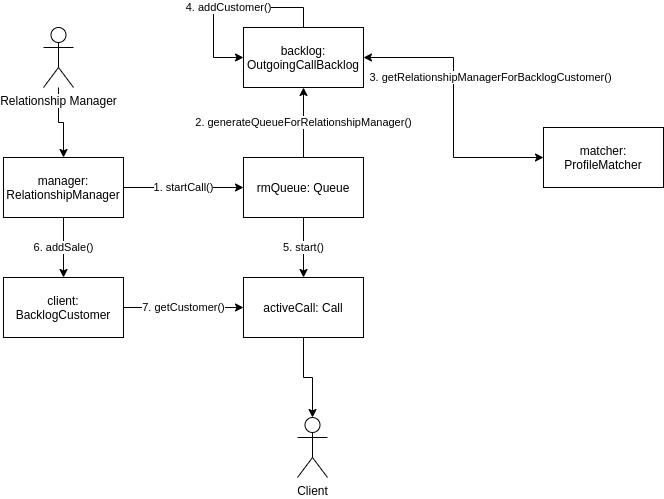 4. addCustomer()
backlog:
OutgoingCallBacklog
3. getRelationshipManagerForBacklogCustomer()
Relationship Manager
2. generateQueueForRelationshipManager()
matcher:
ProfileMatcher
manager:
RelationshipManager
1. startCall()
rmQueue: Queue
6. addSale()
5. start()
client:
BacklogCustomer
7. getCustomer()
activeCall: Call
Client